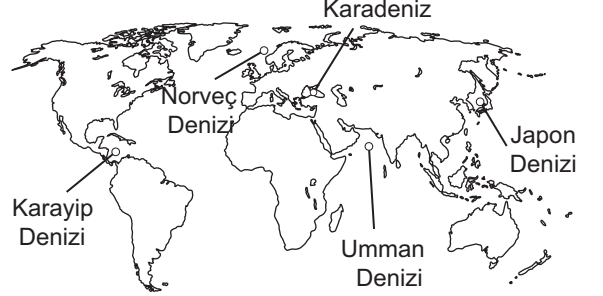 Karadeniz
Norveç
Denizi
Japon
Denizi
Karayip
Denizi
Umman
Denizi